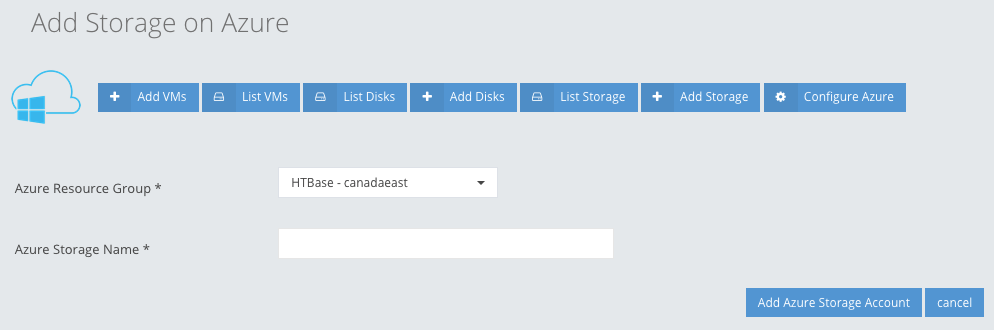 Add Storage on Azure
Add VMs List VMs List Disks Add Disks List Storage Add Storage Configure Azure
Azure Resource Group * HTBase - canadaeast
Azure Storage Name *
Add Azure Storage Account cancel